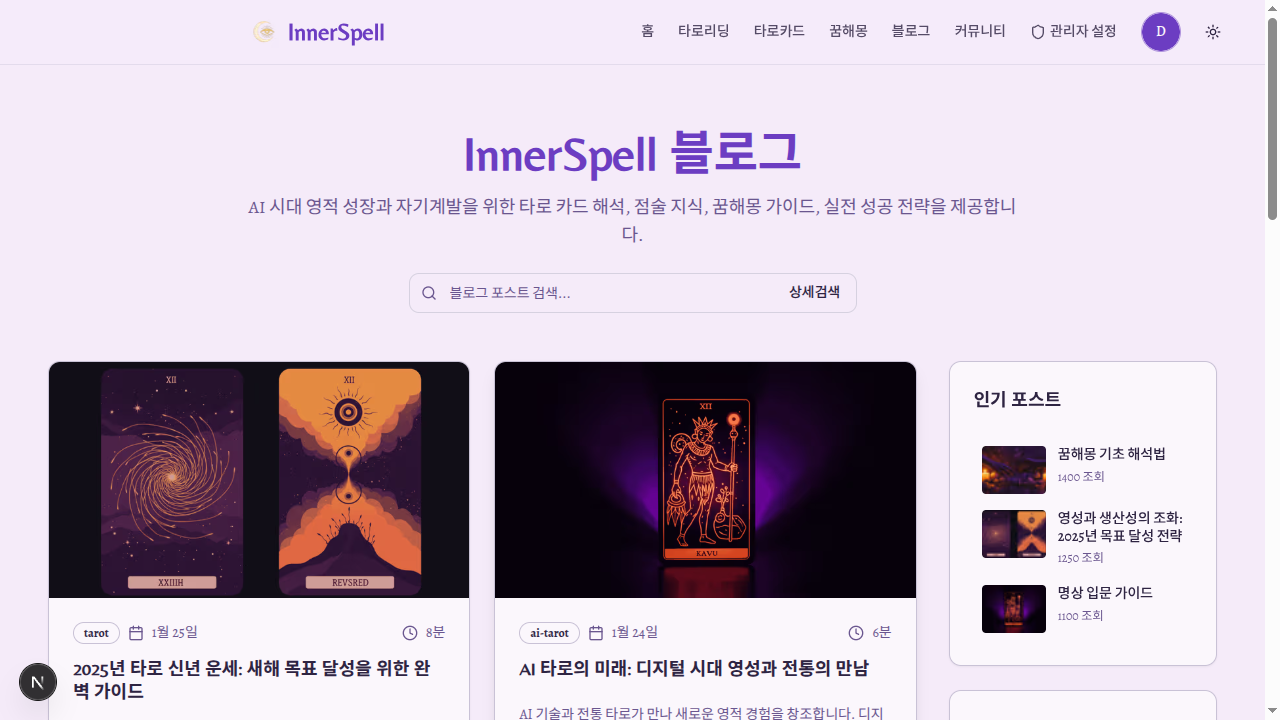 InnerSpell
홈
타로리딩
타로카드
꿈해몽
블로그
커뮤니티
관리자 설정
D
InnerSpell 블로그
AI 시대 영적 성장과 자기계발을 위한 타로 카드 해석, 점술 지식, 꿈해몽 가이드, 실전 성공 전략을 제공합니
다.
블로그 포스트 검색...
상세검색
XII
XII
XXIIIH
REVSRED
XII
KAVU
tarot
1월 25일
8분
2025년 타로 신년 운세: 새해 목표 달성을 위한 완
벽 가이드
ai-tarot
1월 24일
6분
AI 타로의 미래: 디지털 시대 영성과 전통의 만남
AI 기술과 전통 타로가 만나 새로운 영적 경험을 창조합니다. 디지
인기 포스트
꿈해몽 기초 해석법
1400 조회
영성과 생산성의 조화:
2025년 목표 달성 전략
1250 조회
명상 입문 가이드
1100 조회
N